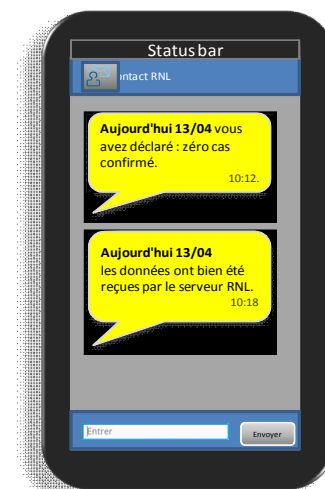 Status bar
ontact RNL
Aujourd'hui 13/04 vous
avez déclaré : zéro cas
confirmé.
10:12.
Aujourd'hui 13/04
les données ont bien été
reçues par le serveur RNL.
10:18
Entrer
Envoyer